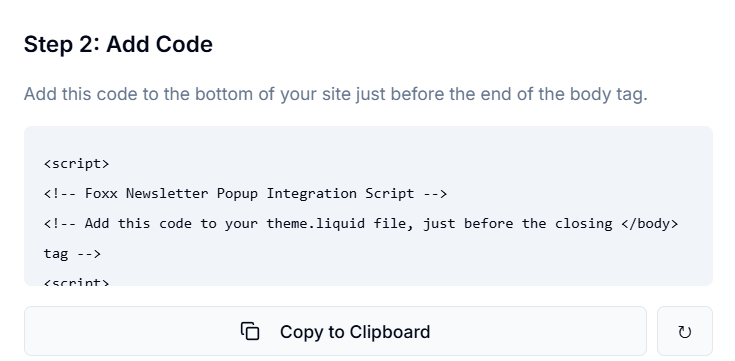 Step 2: Add Code
Add this code to the bottom of your site just before the end of the body tag.
<script>
<!-- Foxx Newsletter Popup Integration Script -->
<!-- Add this code to your theme.liquid file, just before the closing </body>
tag -->
<script>
Copy to Clipboard